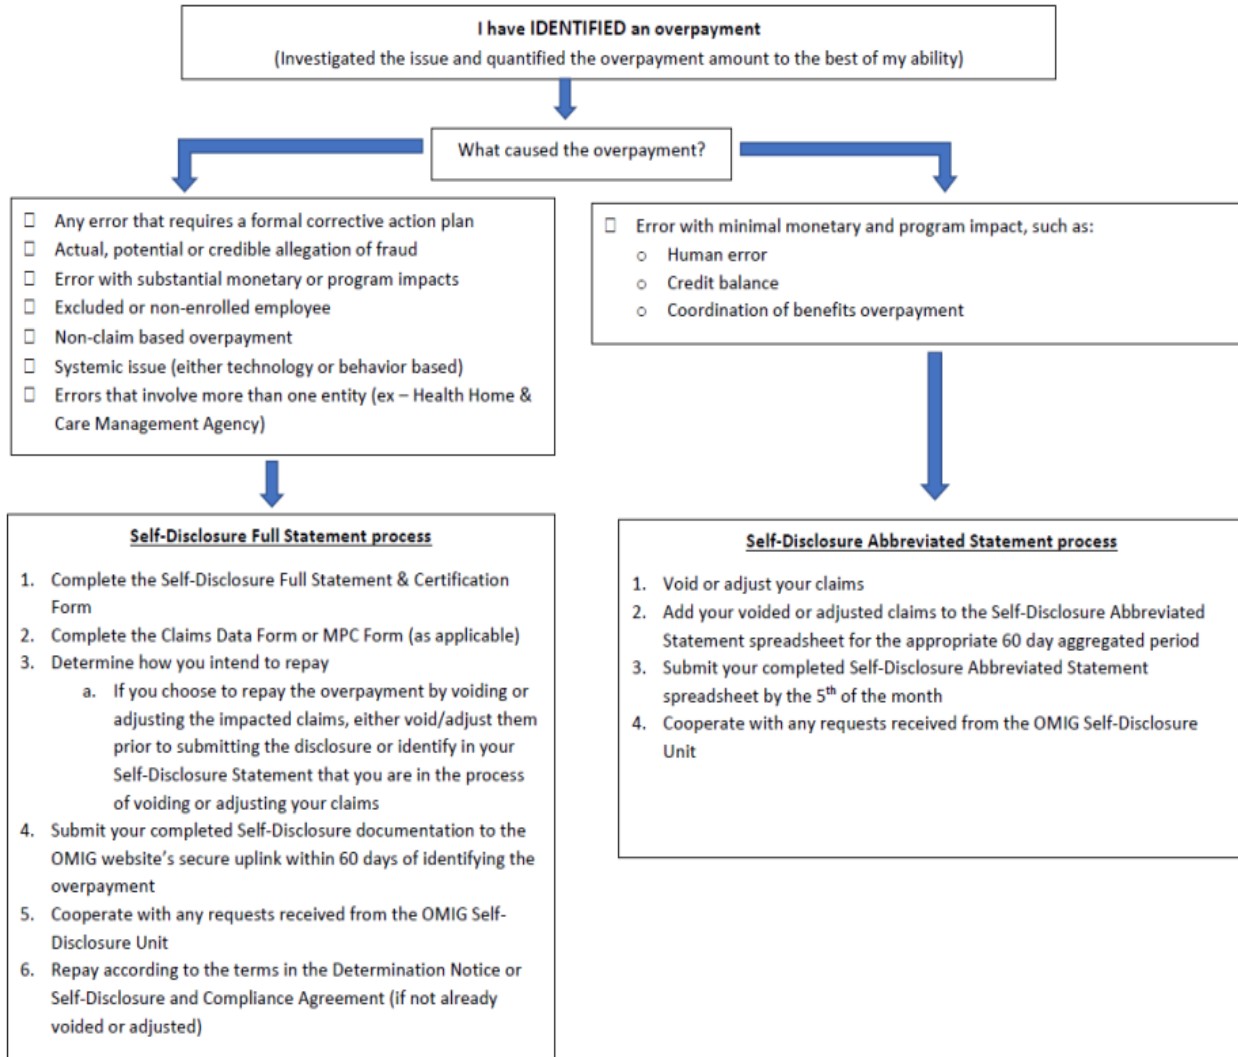 I have IDENTIFIED an overpayment
(Investigated the issue and quantified the overpayment amount to the best of my ability)
What caused the overpayment?
☐ Any error that requires a formal corrective action plan
☐ Actual, potential or credible allegation of fraud
☐ Error with substantial monetary or program impacts
☐ Excluded or non-enrolled employee
☐ Non-claim based overpayment
☐ Systemic issue (either technology or behavior based)
☐ Errors that involve more than one entity (ex – Health Home &
Care Management Agency)
☐ Error with minimal monetary and program impact, such as:
o Human error
o Credit balance
o Coordination of benefits overpayment
Self-Disclosure Full Statement process
1. Complete the Self-Disclosure Full Statement & Certification
Form
2. Complete the Claims Data Form or MPC Form (as applicable)
3. Determine how you intend to repay
a. If you choose to repay the overpayment by voiding or
adjusting the impacted claims, either void/adjust them
prior to submitting the disclosure or identify in your
Self-Disclosure Statement that you are in the process
of voiding or adjusting your claims
4. Submit your completed Self-Disclosure documentation to the
OMIG website's secure uplink within 60 days of identifying the
overpayment
5. Cooperate with any requests received from the OMIG Self-
Disclosure Unit
6. Repay according to the terms in the Determination Notice or
Self-Disclosure and Compliance Agreement (if not already
voided or adjusted)
Self-Disclosure Abbreviated Statement process
1. Void or adjust your claims
2. Add your voided or adjusted claims to the Self-Disclosure Abbreviated
Statement spreadsheet for the appropriate 60 day aggregated period
3. Submit your completed Self-Disclosure Abbreviated Statement
spreadsheet by the 5th of the month
4. Cooperate with any requests received from the OMIG Self-Disclosure
Unit